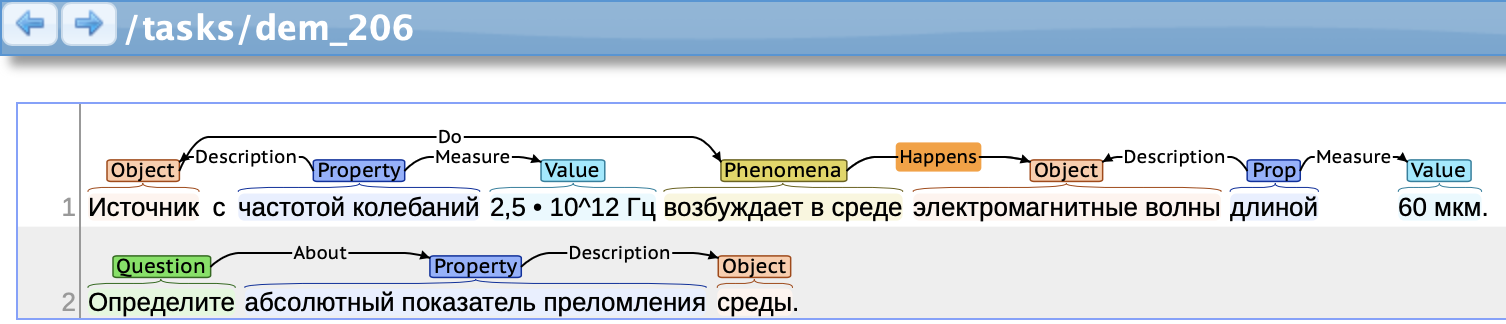 /tasks/dem_206
Do
Description Measure Happens Description Measure
Object Property Value Phenomena Object Prop Value
1 Источник с частотой колебаний 2,5 • 10^12 Гц возбуждает в среде электромагнитные волны длиной 60 мкм.
About Description
Question Property Object
2 Определите абсолютный показатель преломления среды.